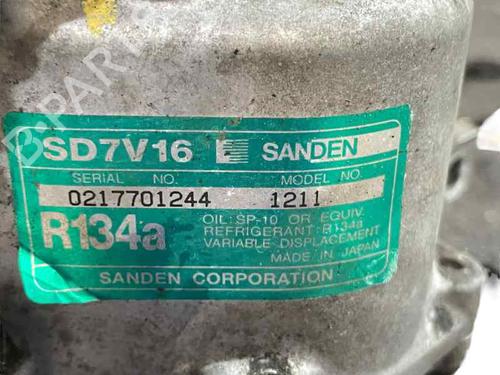 SD7V16 SANDEN
SERIAL NO. MODEL NO.
0217701244 1211
R134a
OIL: SP-10 OR EQUIV.
REFRIGERANT: R134a
VARIABLE DISPLACEMENT
MADE IN JAPAN
SANDEN CORPORATION